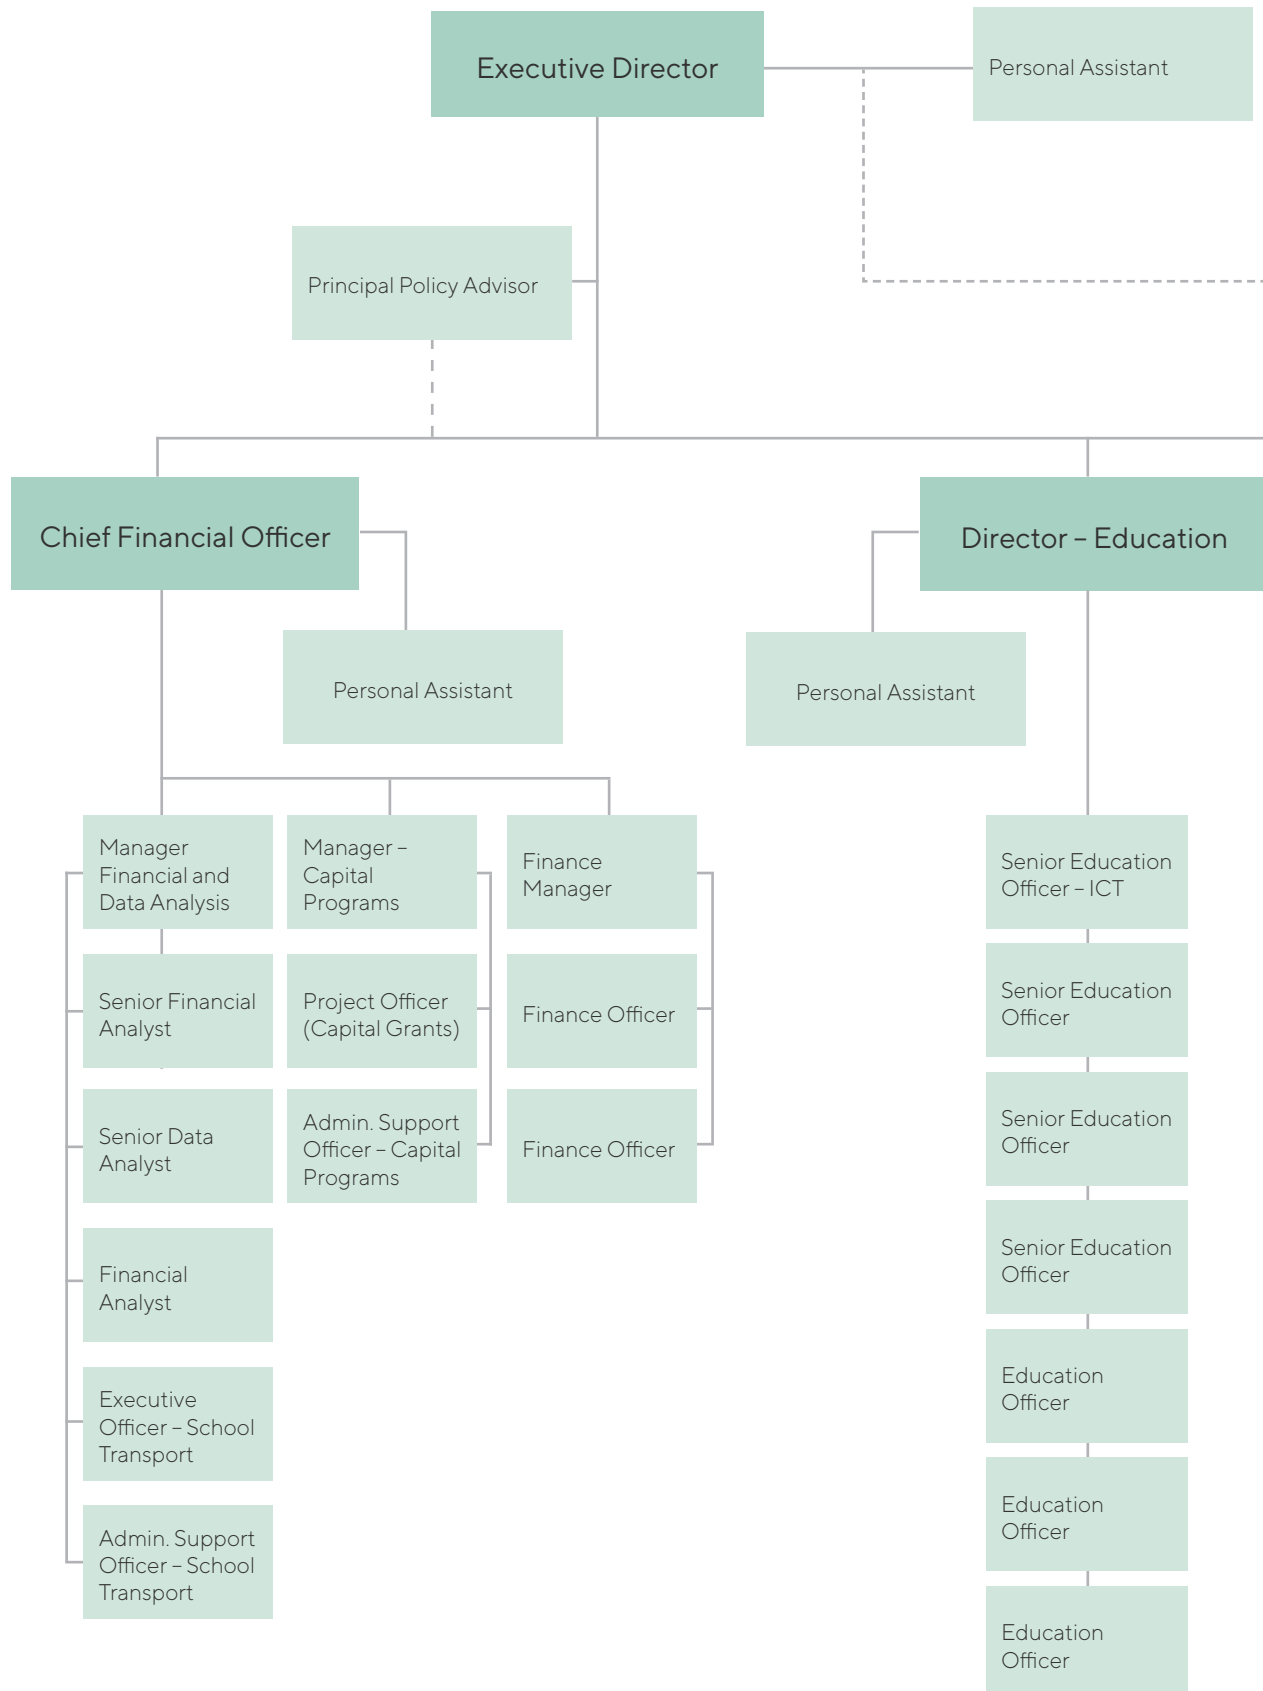 Executive Director
Personal Assistant
Principal Policy Advisor
Chief Financial Officer
Director – Education
Personal Assistant
Personal Assistant
Manager
Financial and
Data Analysis
Senior Financial
Analyst
Senior Data
Analyst
Financial
Analyst
Executive
Officer – School
Transport
Admin. Support
Officer – School
Transport
Manager –
Capital
Programs
Project Officer
(Capital Grants)
Admin. Support
Officer – Capital
Programs
Finance
Manager
Finance Officer
Finance Officer
Senior Education
Officer – ICT
Senior Education
Officer
Senior Education
Officer
Senior Education
Officer
Education
Officer
Education
Officer
Education
Officer